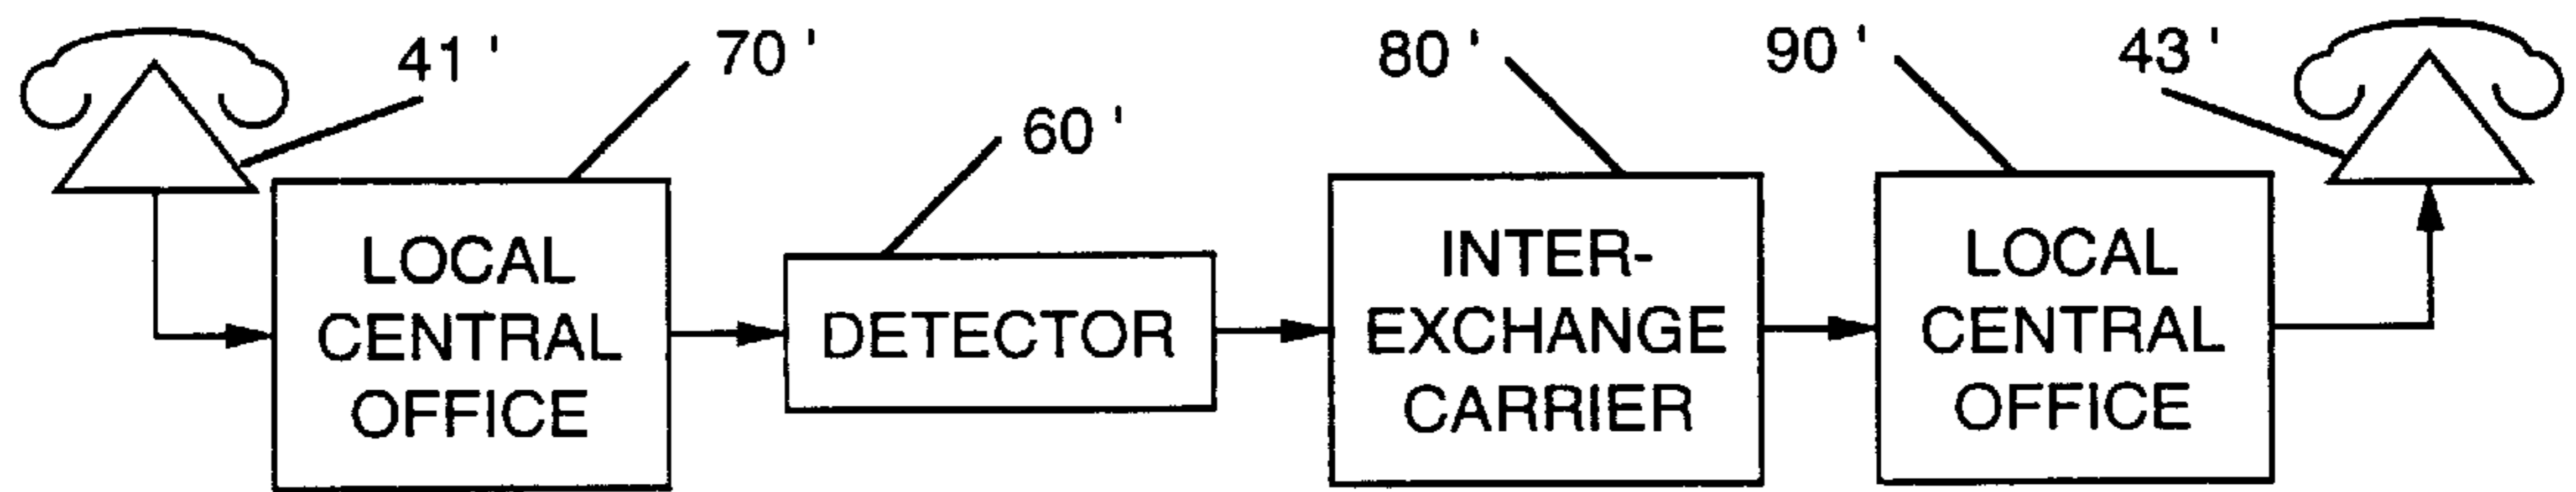 41'
70'
60'
80'
90'
43'
LOCAL
CENTRAL
OFFICE
DETECTOR
INTER-
EXCHANGE
CARRIER
LOCAL
CENTRAL
OFFICE